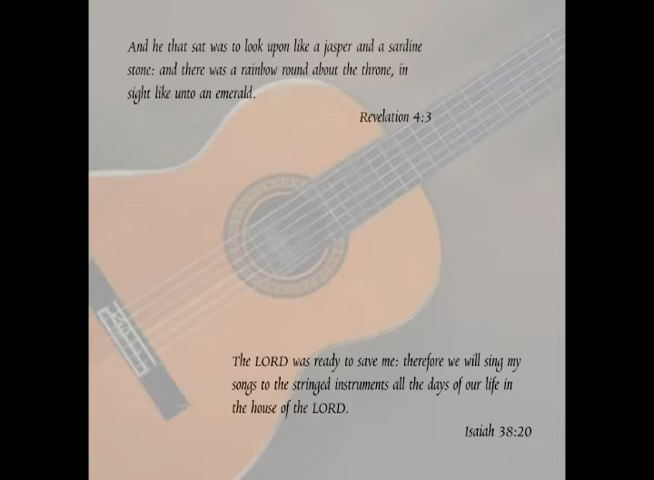 And he that sat was to look upon like a jasper and a sardine
stone: and there was a rainbow round about the throne, in
sight like unto an emerald.
Revelation 4:3
The LORD was ready to save me: therefore we will sing my
songs to the stringed instruments all the days of our life in
the house of the LORD.
Isaiah 38:20